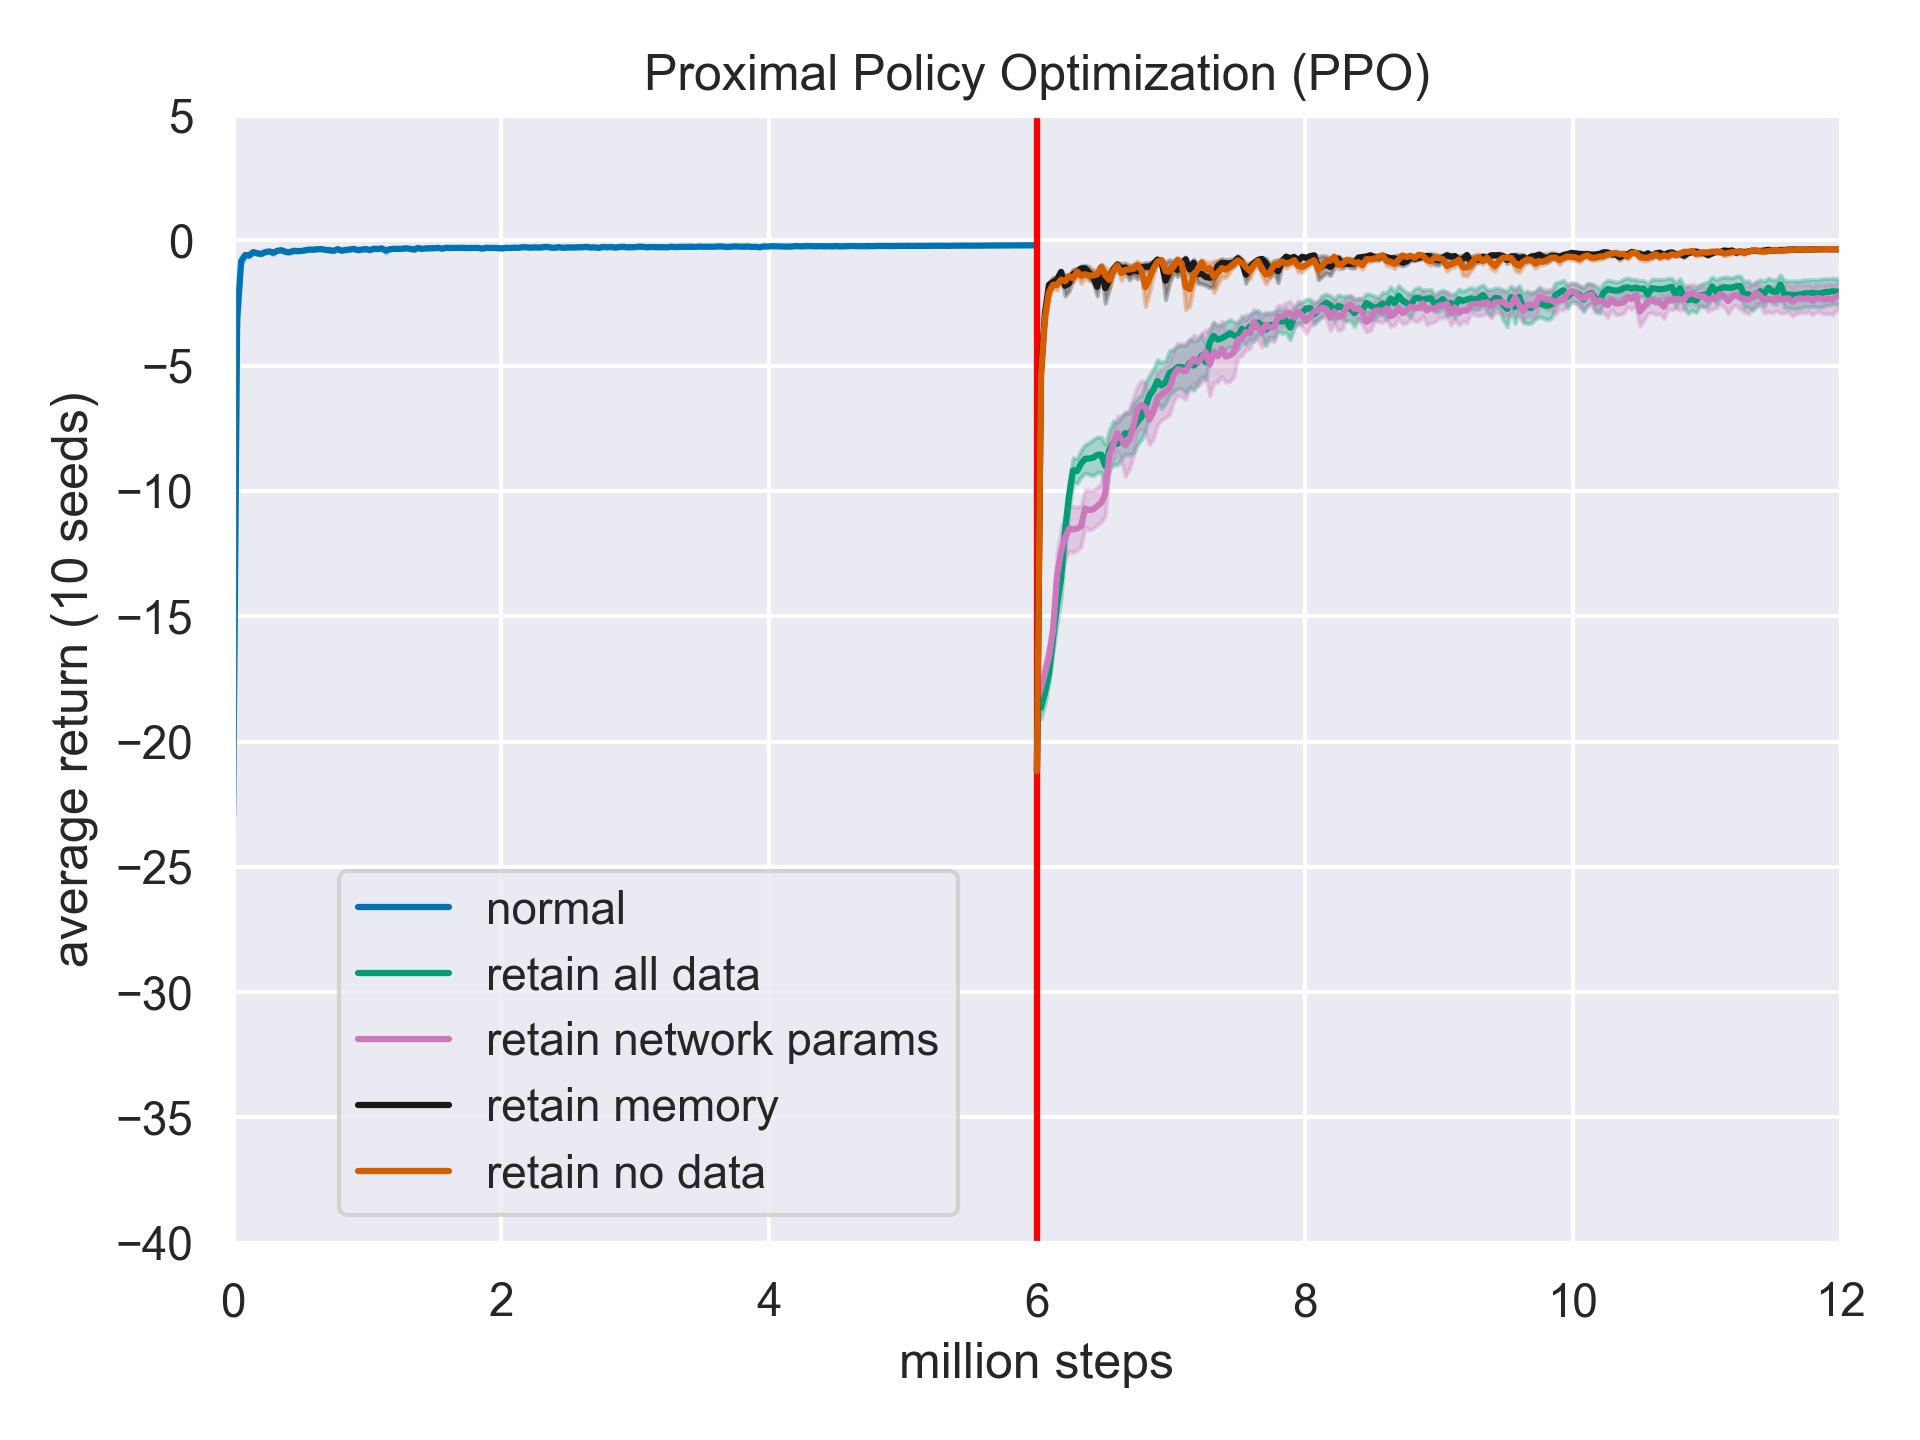 Proximal Policy Optimization (PPO)
5
0
−5
−10
−15
−20
−25
−30
−35
−40
average return (10 seeds)
normal
retain all data
retain network params
retain memory
retain no data
0 2 4 6 8 10 12
million steps